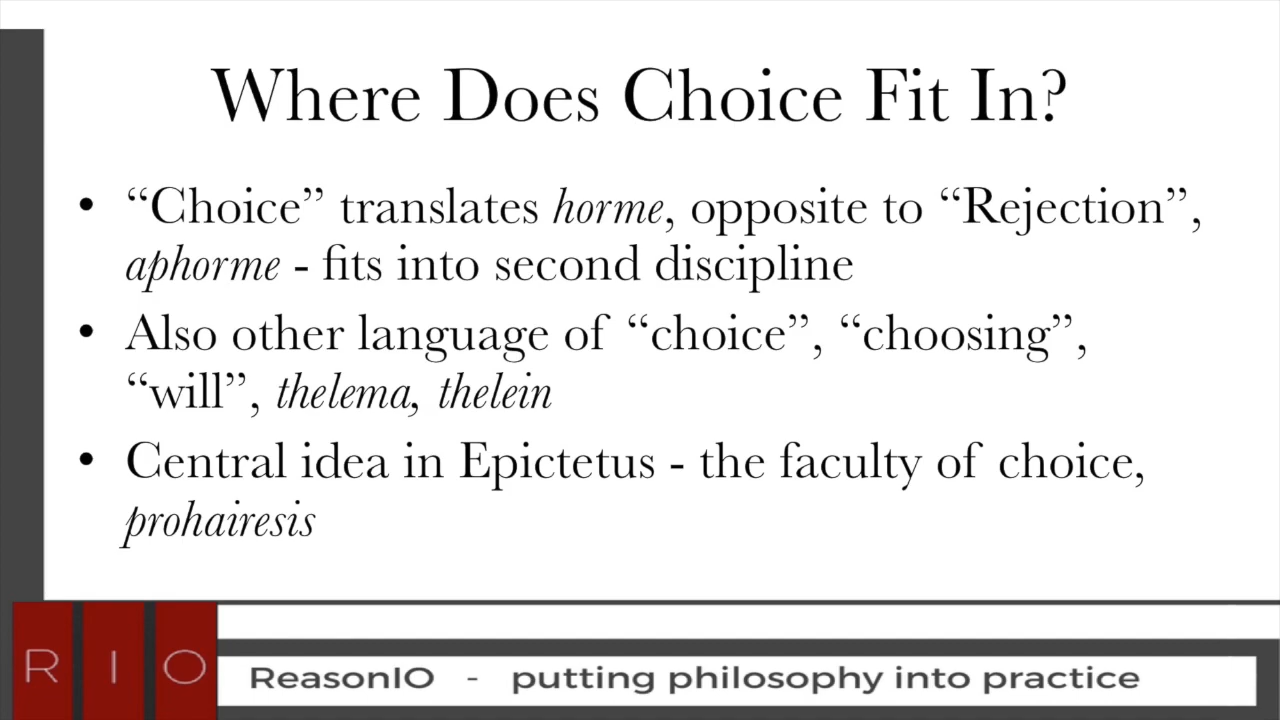 Where Does Choice Fit In?
• “Choice” translates horme, opposite to “Rejection”,
aphorme - fits into second discipline
• Also other language of “choice”, “choosing”,
“will”, thelema, thelein
• Central idea in Epictetus - the faculty of choice,
prohairesis
R I O
ReasonIO - putting philosophy into practice